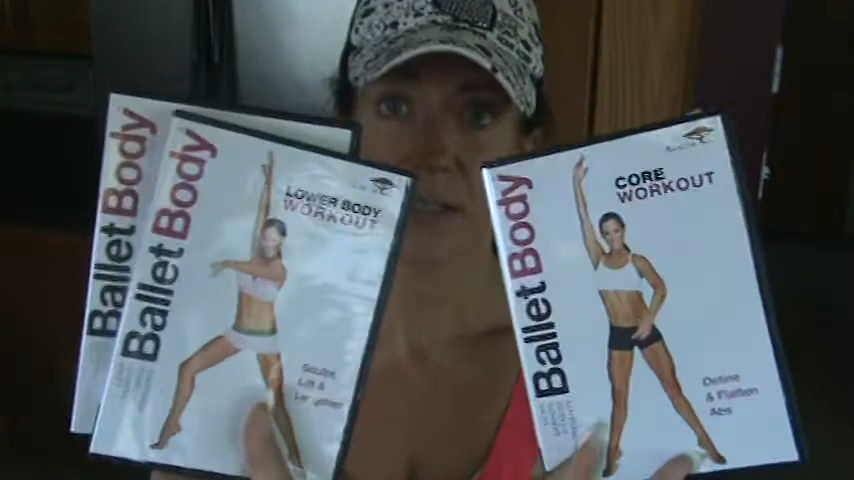 Ballet Body
Ballet Body
LOWER BODY
WORKOUT
Sculpt,
Lift &
Lengthen
Ballet Body
CORE
WORKOUT
Define
& Flatten
Abs